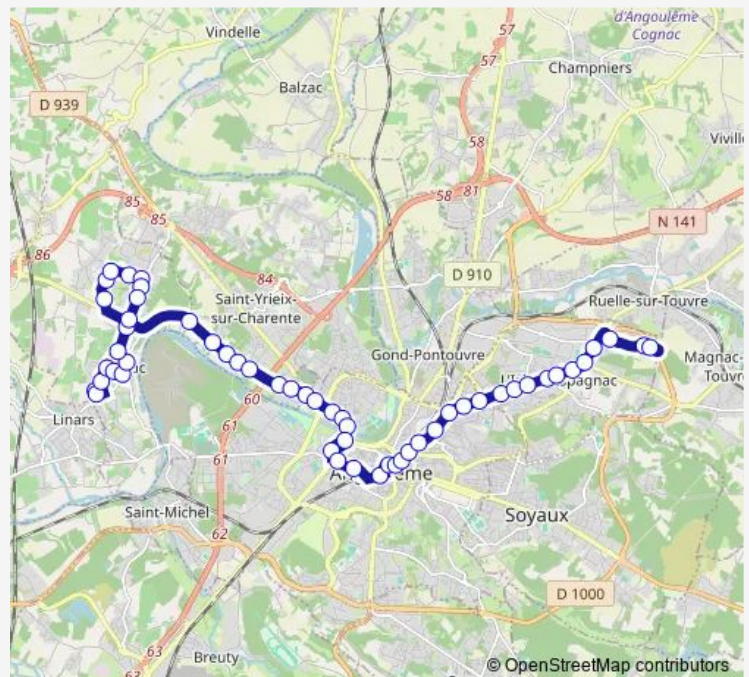 d'Angoulême
Cognac
57
Vindelle
57
Champniers
Balzac
D 939
58
Vivill
85
58
81
85
N 141
86
84
D 910
Saint-Yrieix-
sur-Charente
Ruelle-sur-Touvre
Gond-Pontouvre
Magnac-
Touvr
60
Linars
61
61
Saint-Michel
Soyaux
62
D 1000
Breuty
63
63
© OpenStreetMap contributors